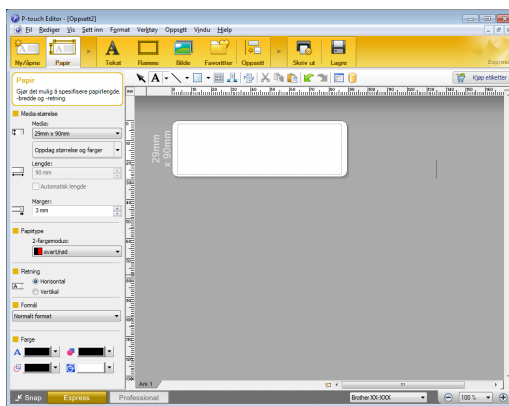 P-touch Editor - [Oppsett2]
Fil Rediger Vis Sett inn Format Verktøy Oppsett Vindu Hjelp
Ny/åpne Papir Tekst Ramme Bilde Favoritter Oppsett Skriv ut Lagre Express
Papir
Gjør det mulig å spesifisere papirlengde,
-bredde og -retning.
Kjøp etiketter
Media-størrelse
Media:
29mm x 90mm
Oppdag størrelse og farger
Lengde:
90 mm
Automatisk lengde
Marger:
3 mm
Papirtype
2-fargemodus:
svart/rød
Retning
Horisontal
Vertikal
Formål
Normalt format
Farge
29mm
x 90mm
Ark 1
Snap Express Professional
Brother XX-XXX
100 %